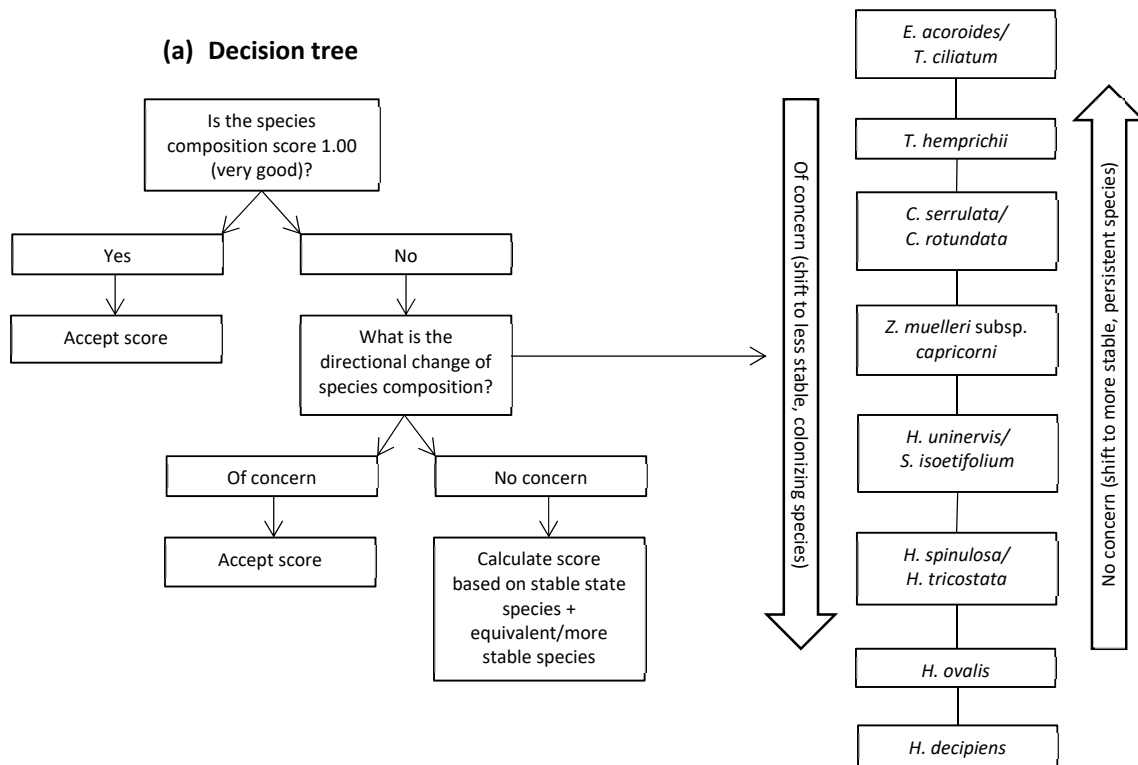 (a) Decision tree
Is the species
composition score 1.00
(very good)?
Yes
No
Accept score
What is the
directional change of
species composition?
Of concern
No concern
Accept score
Calculate score
based on stable state
species +
equivalent/more
stable species
Of concern (shift to less stable, colonizing species)
E. acoroides/
T. ciliatum
T. hemprichii
C. serrulata/
C. rotundata
Z. muelleri subsp.
capricorni
H. uninervis/
S. isoetifolium
H. spinulosa/
H. tricostata
H. ovalis
H. decipiens
No concern (shift to more stable, persistent species)